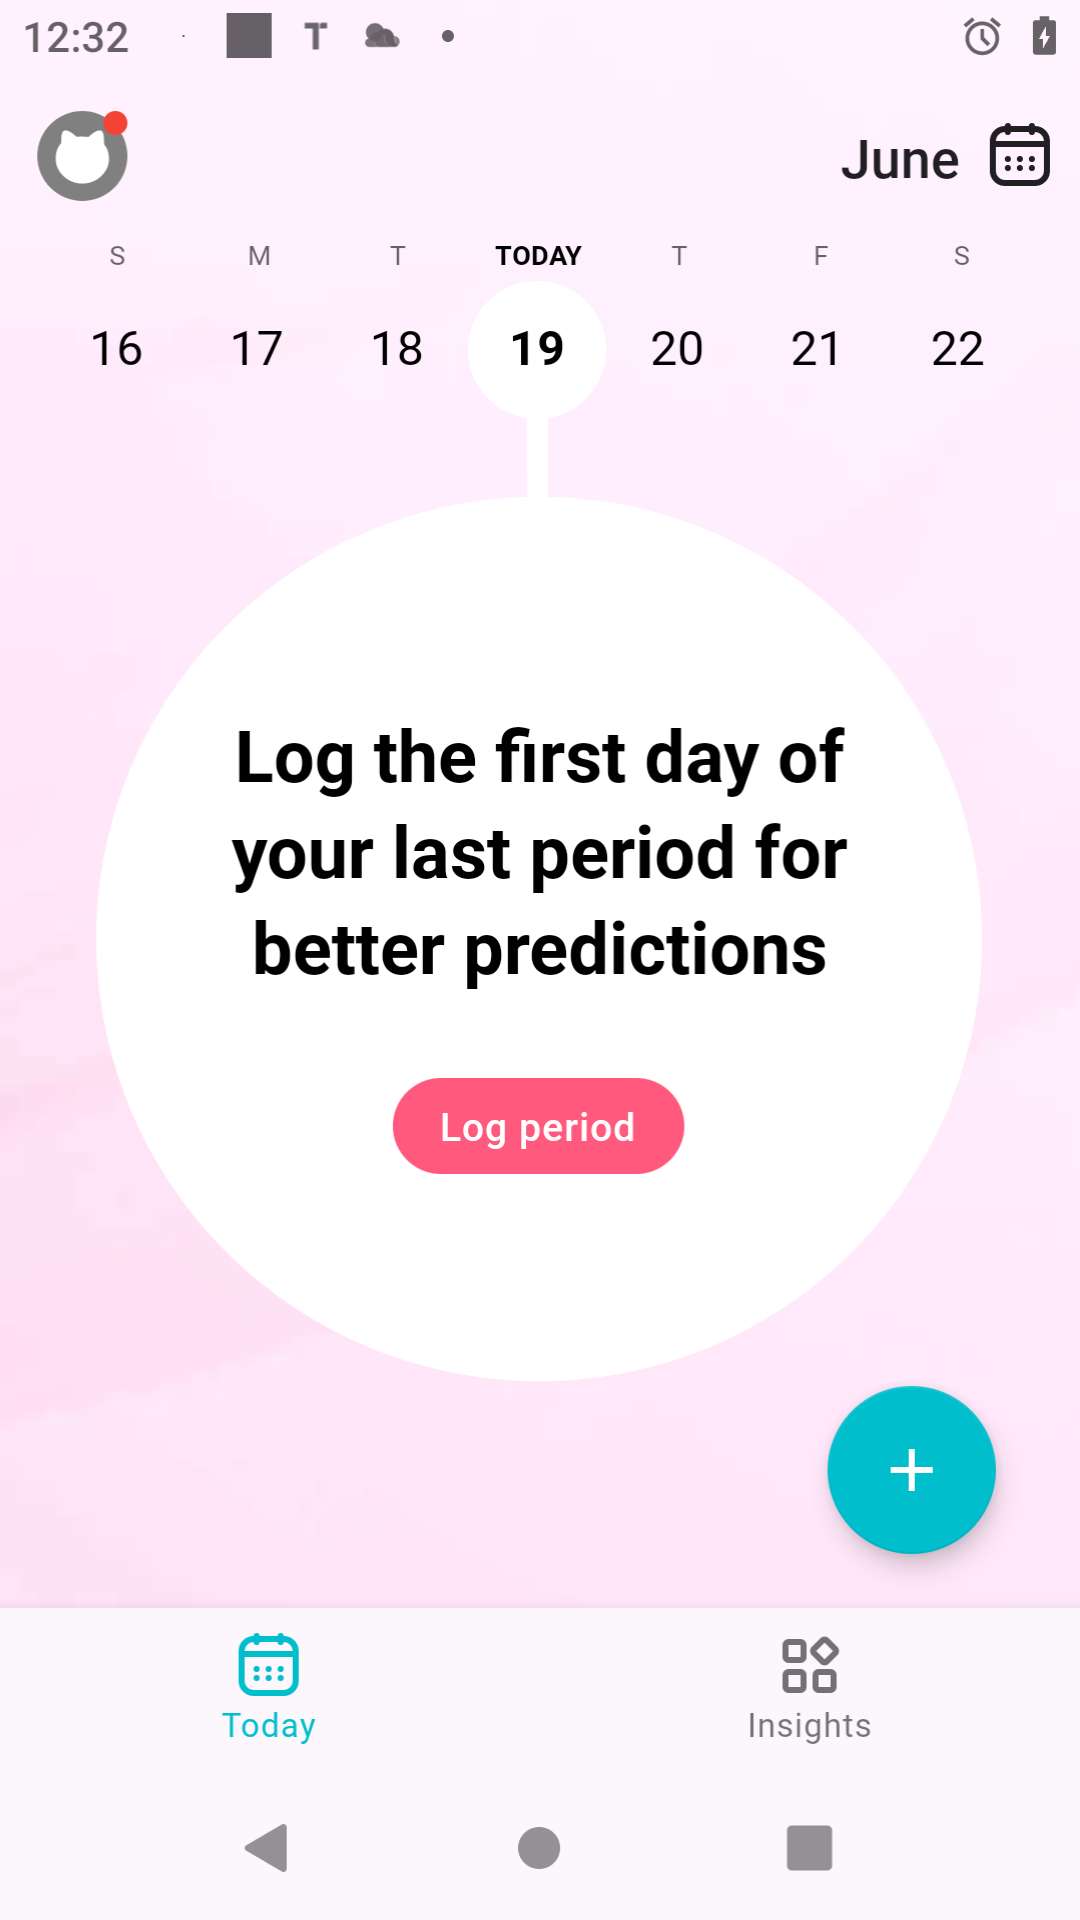 12:32
T
June
S M T TODAY T F S
16 17 18 19 20 21 22
Log the first day of
your last period for
better predictions
Log period
Today
Insights